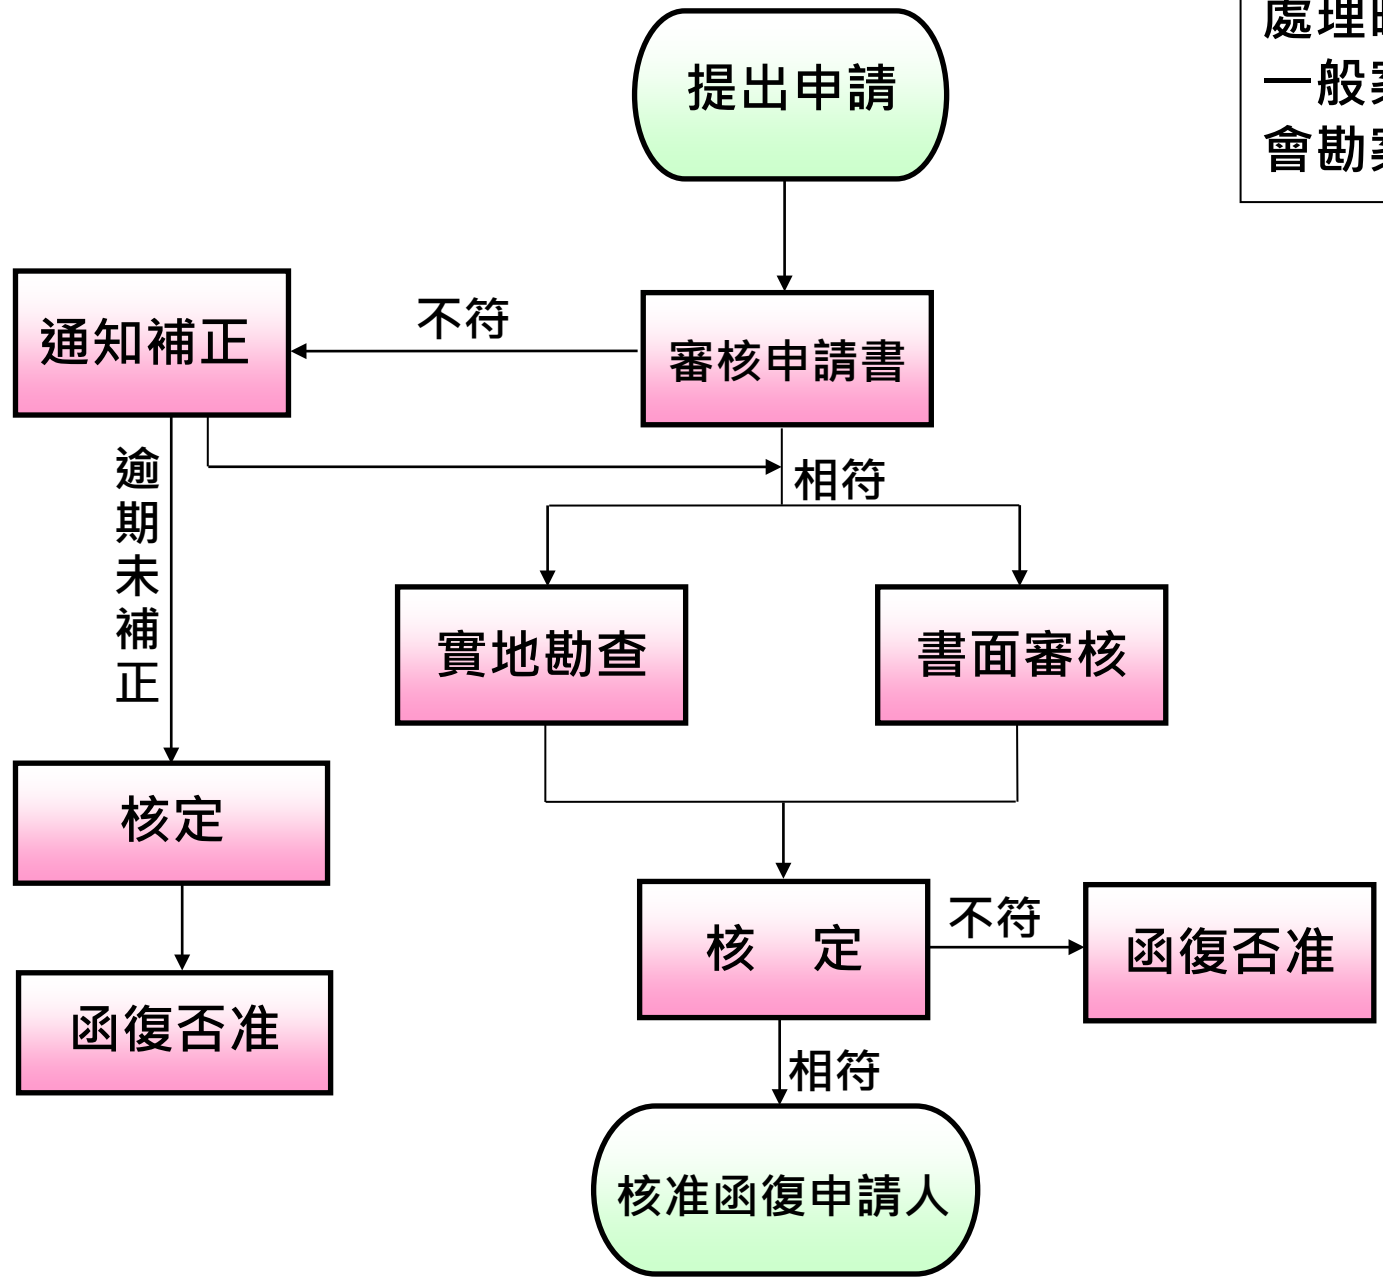 提出申請
處理
一般
會勘
不符
通知補正
審核申請書
逾期未補正
相符
實地勘查
書面審核
核定
核　定
不符
函復否准
函復否准
相符
核准函復申請人